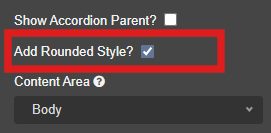 Show Accordion Parent?
Add Rounded Style?
Content Area ?
Body